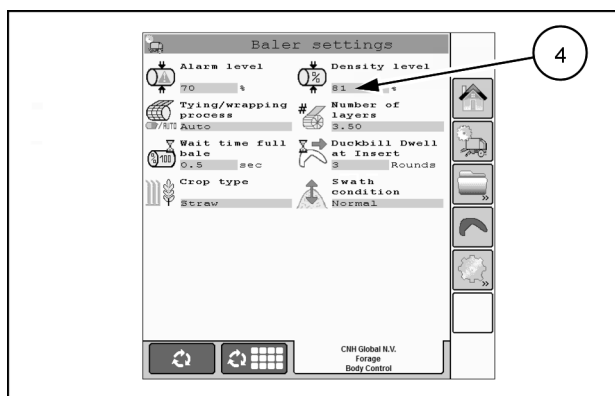 Baler settings
4
Alarm level
70 %
Density level
81 %
Tying/wrapping
process
/AUTO Auto
# Number of
layers
3.50
Wait time full
bale
%100
0.5 sec
Duckbill Dwell
at Insert
3 Rounds
Crop type
Straw
Swath
condition
Normal
CNH Global N.V.
Forage
Body Control